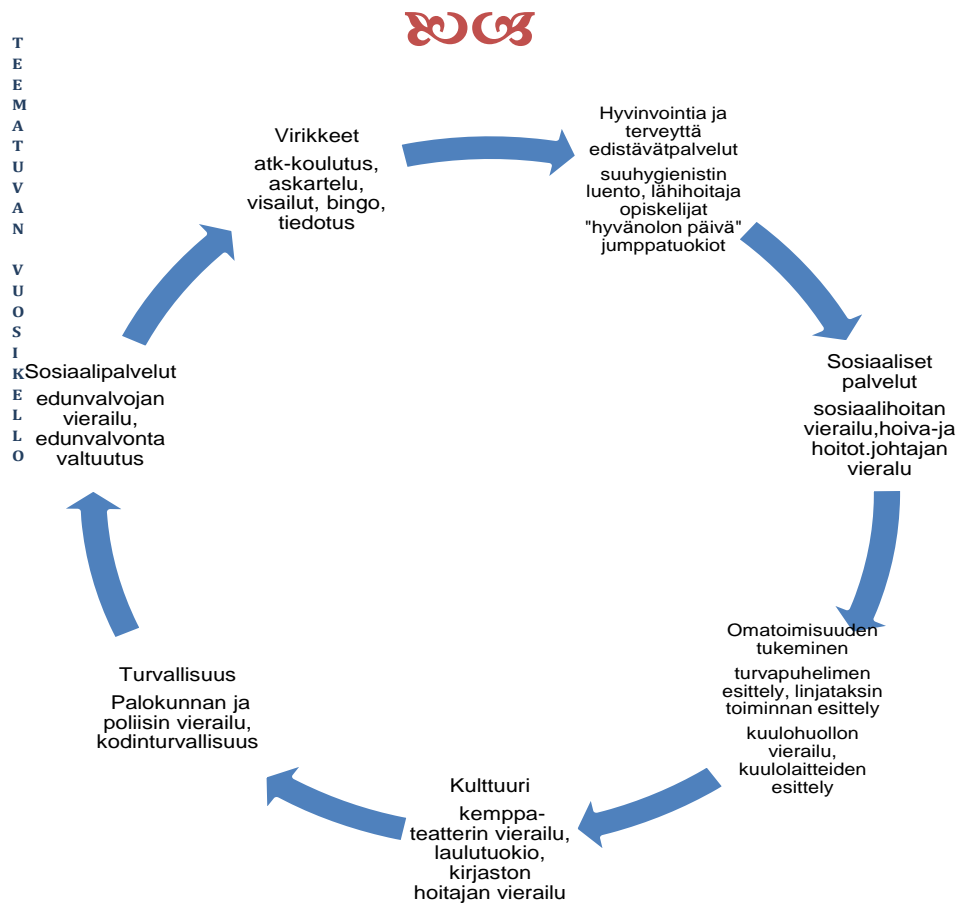 TEEMATUVAN VUOSIKELLO
Virikkeet
atk-koulutus,
askartelu,
visailut, bingo,
tiedotus
Hyvinvointia ja
terveyttä
edistävätpalvelut
suuhygienistin
luento, lähihoitaja
opiskelijat
"hyvänolon päivä"
jumppatuokiot
Sosiaaliset
palvelut
sosiaalihoitan
vierailu,hoiva-ja
hoitot.johtajan
vieralu
Omatoimisuuden
tukeminen
turvapuhelimen
esittely, linjataksin
toiminnan esittely
kuulohuollon
vierailu,
kuulolaitteiden
esittely
Kulttuuri
kemppa-
teatterin vierailu,
laulutuokio,
kirjaston
hoitajan vierailu
Turvallisuus
Palokunnan ja
poliisin vierailu,
kodinturvallisuus
Sosiaalipalvelut
edunvalvojan
vierailu,
edunvalvonta
valtuutus